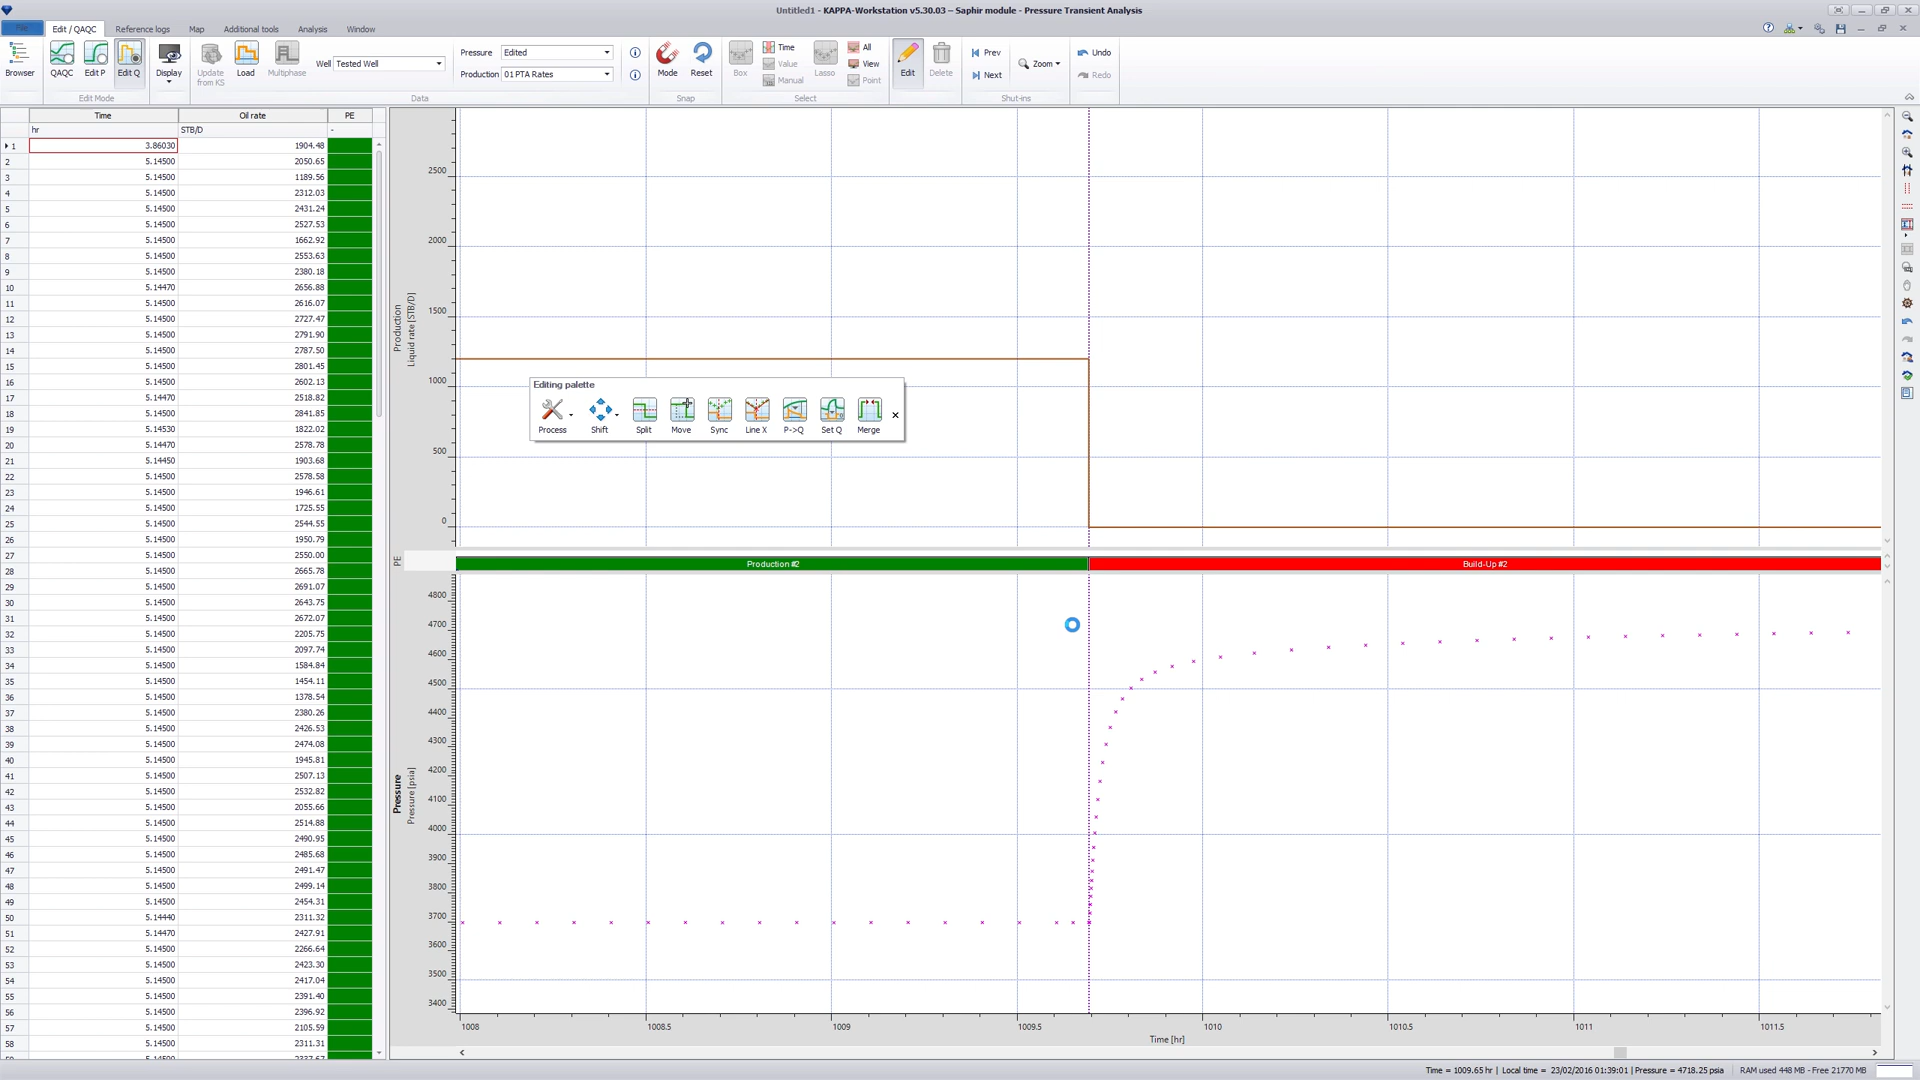 Untitled1 - KAPPA-Workstation v5.30.03 -- Saphir module - Pressure Transient Analysis
File Edit / QAQC Reference logs Map Additional tools Analysis Window
Pressure Edited Time All Prev Undo
Well Tested Well Value View Zoom
Production 01 PTA Rates Manual Point Next Redo
Browser QAQC Edit P Edit Q Display Update from KS Load Multiphase Mode Reset Box Lasso Edit Delete
Edit Mode Data Snap Select Shut-ins
Time Oil rate PE
hr STB/D -
1 3.86030 1904.48
2 5.14500 2050.65
3 5.14500 1189.56
4 5.14500 2312.03
5 5.14500 2431.24
6 5.14500 2527.53
7 5.14500 1662.92
8 5.14500 2553.63
9 5.14500 2380.18
10 5.14470 2656.88
11 5.14500 2616.07
12 5.14500 2727.47
13 5.14500 2791.90
14 5.14500 2787.50
15 5.14500 2801.45
16 5.14500 2602.13
17 5.14470 2518.82
18 5.14500 2841.85
19 5.14530 1822.02
20 5.14470 2578.78
21 5.14450 1903.68
22 5.14500 2578.58
23 5.14500 1946.61
24 5.14500 1725.55
25 5.14500 2544.55
26 5.14500 1950.79
27 5.14500 2550.00
28 5.14500 2665.78
29 5.14500 2691.07
30 5.14500 2643.75
31 5.14500 2672.07
32 5.14500 2205.75
33 5.14500 2097.74
34 5.14500 1584.84
35 5.14500 1454.11
36 5.14500 1378.54
37 5.14500 2380.26
38 5.14500 2426.53
39 5.14500 2474.08
40 5.14500 1945.81
41 5.14500 2507.13
42 5.14500 2532.82
43 5.14500 2055.66
44 5.14500 2514.88
45 5.14500 2490.95
46 5.14500 2485.68
47 5.14500 2491.47
48 5.14500 2499.14
49 5.14500 2454.31
50 5.14440 2311.32
51 5.14470 2427.91
52 5.14500 2266.64
53 5.14500 2423.30
54 5.14500 2417.04
55 5.14500 2391.40
56 5.14500 2396.92
57 5.14500 2105.59
58 5.14500 2311.31
59 5.14500 2337.67
Production
Liquid rate [STB/D]
2500
2000
1500
1000
500
0
Editing palette
Process Shift Split Move Sync Line X P->Q Set Q Merge
PE
Production #2 Build-Up #2
Pressure
Pressure [psia]
4800
4700
4600
4500
4400
4300
4200
4100
4000
3900
3800
3700
3600
3500
3400
1008 1008.5 1009 1009.5 1010 1010.5 1011 1011.5
Time [hr]
Time = 1009.65 hr | Local time = 23/02/2016 01:39:01 | Pressure = 4718.25 psia RAM used 448 MB - Free 21770 MB